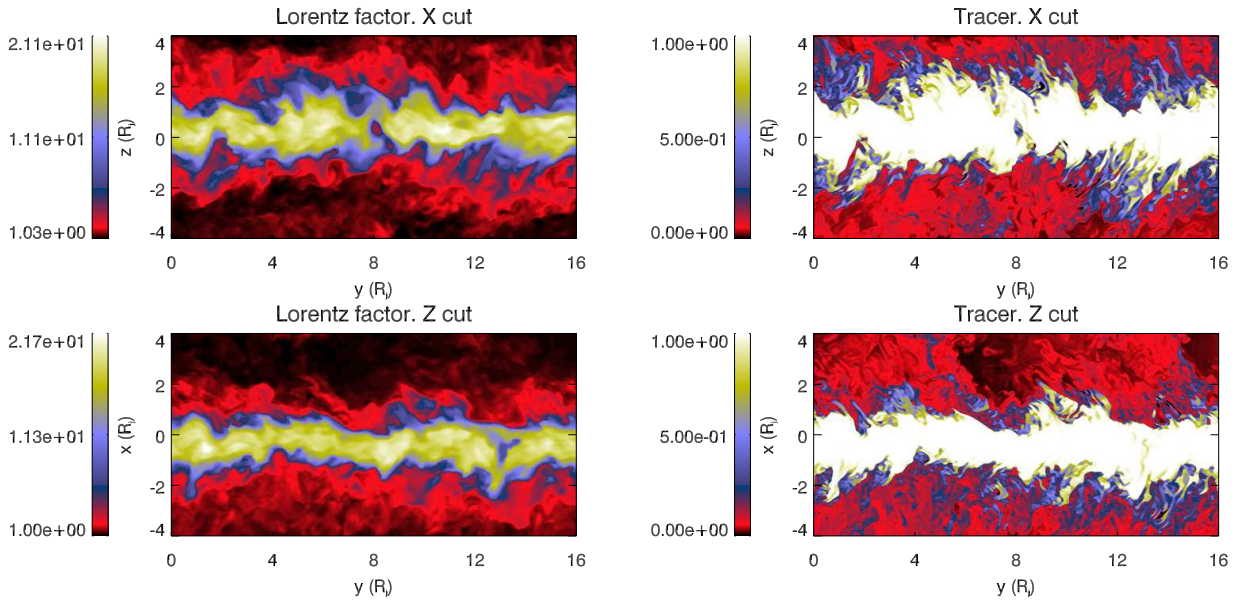 Lorentz factor. X cut
2.11e+01
1.11e+01
1.03e+00
z (Rj)
4
2
0
-2
-4
0 4 8 12 16
y (Rj)
Tracer. X cut
1.00e+00
5.00e-01
0.00e+00
z (Rj)
4
2
0
-2
-4
0 4 8 12 16
y (Rj)
Lorentz factor. Z cut
2.17e+01
1.13e+01
1.00e+00
x (Rj)
4
2
0
-2
-4
0 4 8 12 16
y (Rj)
Tracer. Z cut
1.00e+00
5.00e-01
0.00e+00
x (Rj)
4
2
0
-2
-4
0 4 8 12 16
y (Rj)